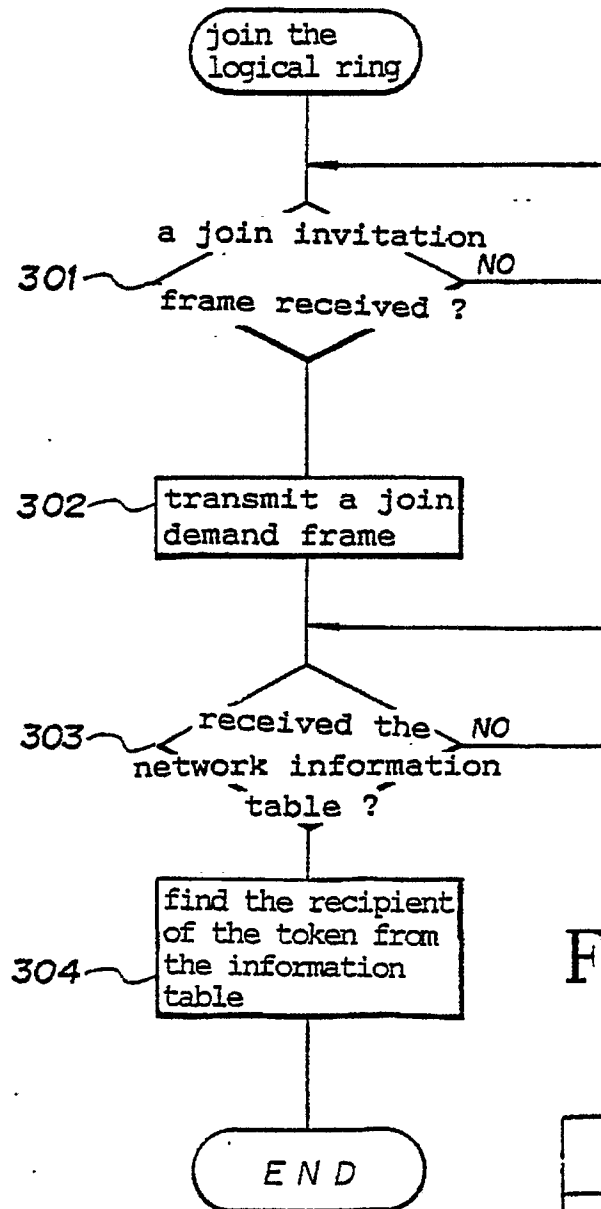 join the
logical ring
a join invitation
301
NO
frame received ?
302
transmit a join
demand frame
303
received the
NO
network information
table ?
304
find the recipient
of the token from
the information
table
F
END